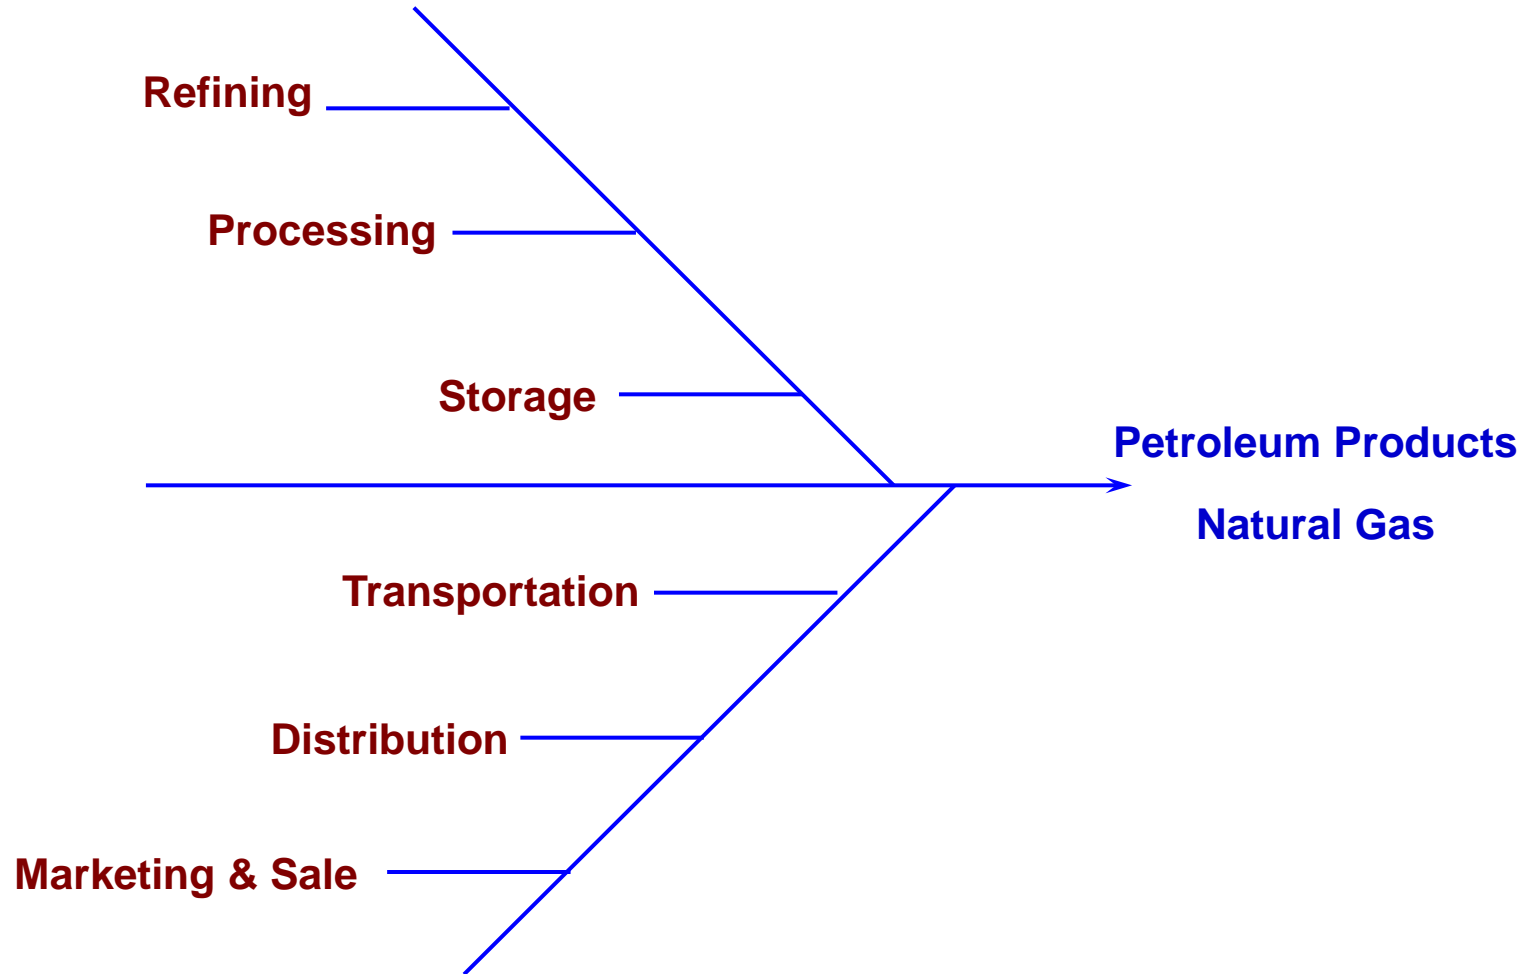 Refining
Processing
Storage
Petroleum Products
Natural Gas
Transportation
Distribution
Marketing & Sale